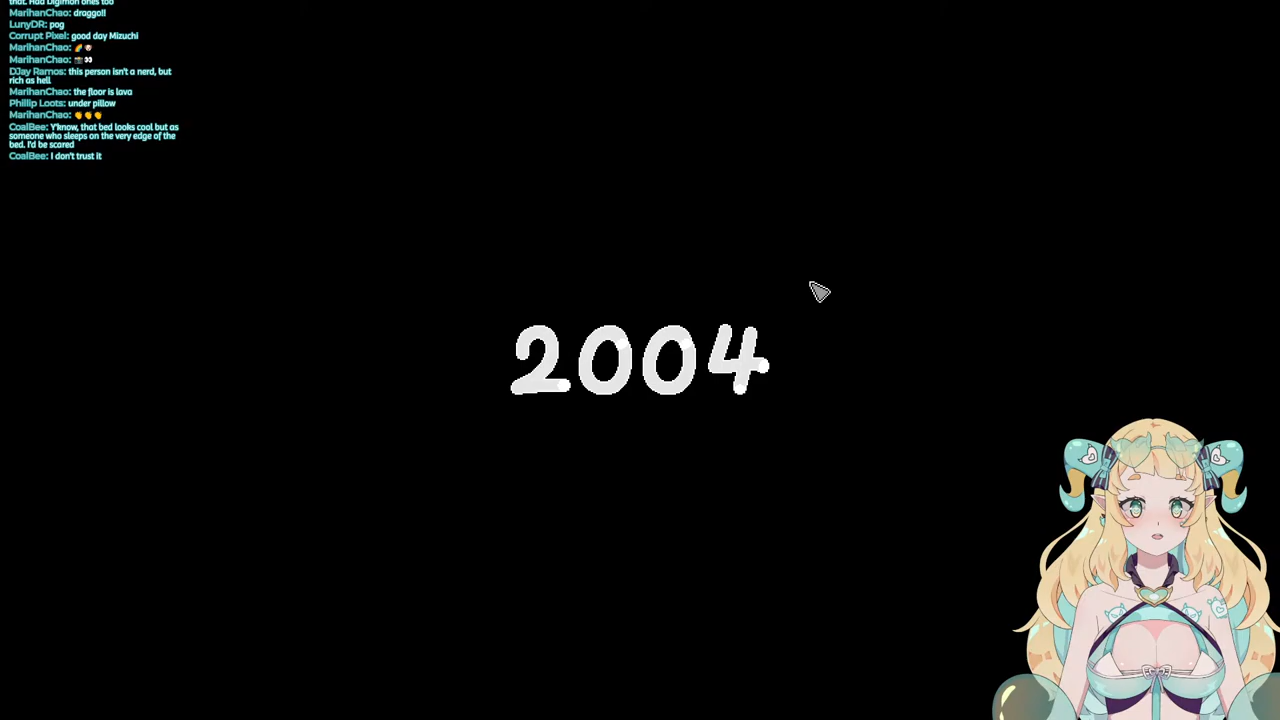 that. Had Digimon ones too
MarihanChao: draggo!!
LunyDR: pog
Corrupt Pixel: good day Mizuchi
MarihanChao: 🌈🐶
MarihanChao: 📸👀
DJay Ramos: this person isn't a nerd, but
rich as hell
MarihanChao: the floor is lava
Phillip Loots: under pillow
MarihanChao: 👏👏👏
CoalBee: Y'know, that bed looks cool but as
someone who sleeps on the very edge of the
bed. I'd be scared
CoalBee: I don't trust it
2004